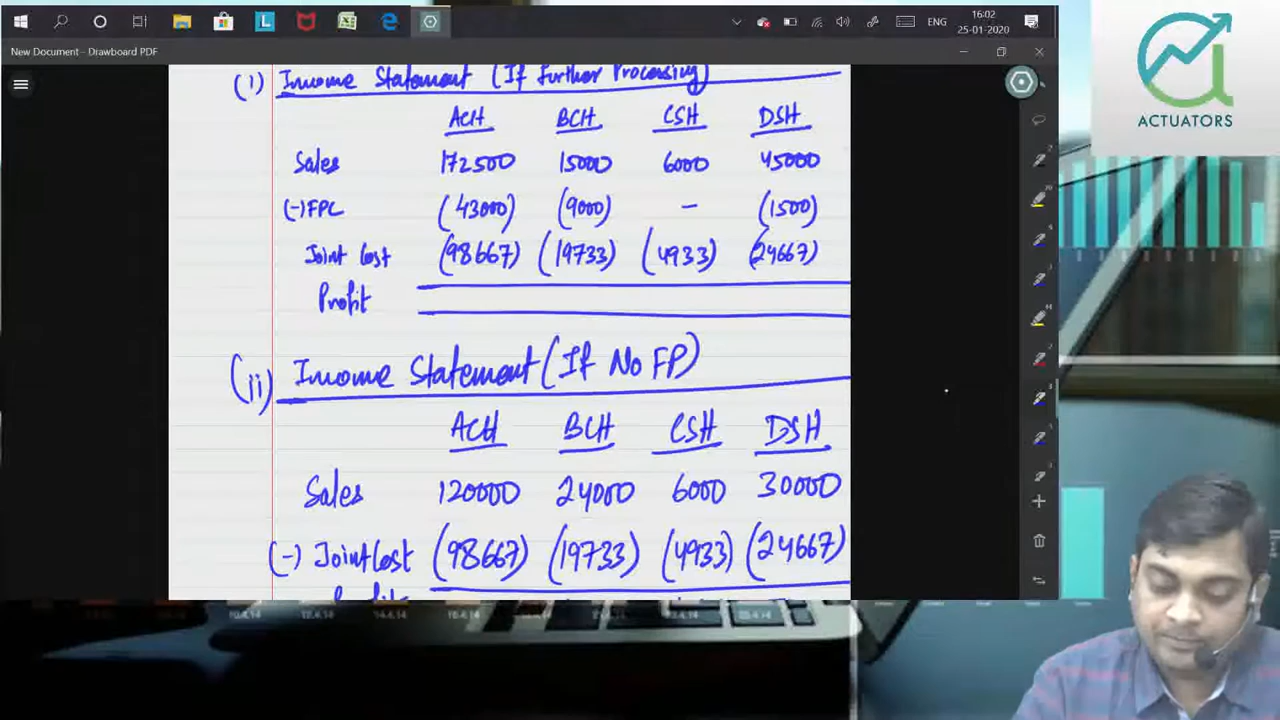 16:02
ENG
25-01-2020
New Document - Drawboard PDF
ACTUATORS
(i) Income Statement (If Further Processing)
ACH BCH CSH DSH
Sales 172500 15000 6000 45000
(-) FPC (43000) (9000) - (1500)
Joint Cost (98667) (19733) (4933) (24667)
Profit
(ii) Income Statement (If No FP)
ACH BCH CSH DSH
Sales 120000 24000 6000 30000
(-) Joint Cost (98667) (19733) (4933) (24667)